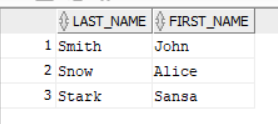 LAST_NAME FIRST_NAME
1 Smith John
2 Snow Alice
3 Stark Sansa